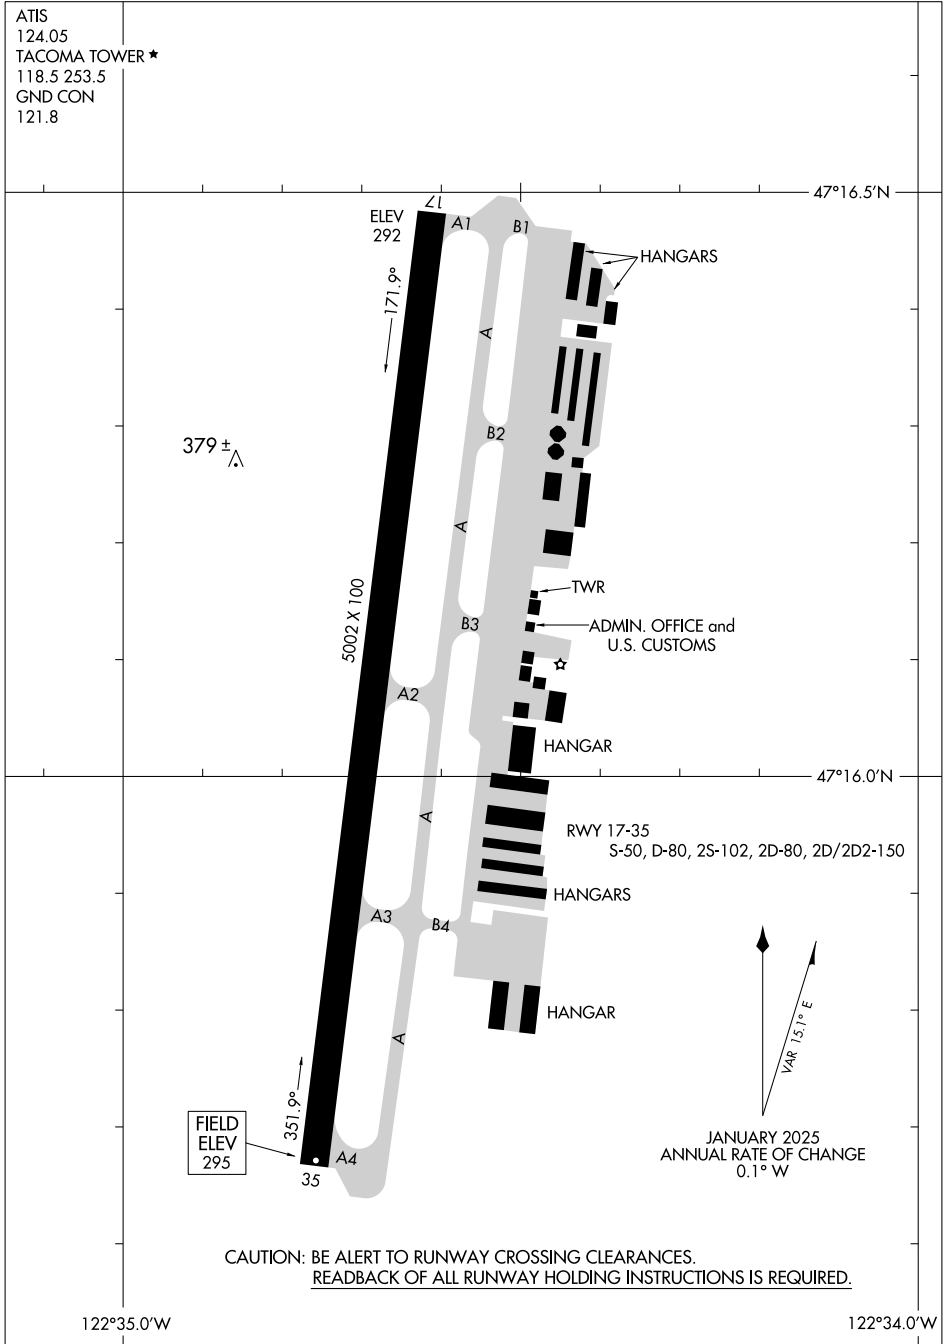 ATIS
124.05
TACOMA TOWER ★
118.5 253.5
GND CON
121.8
47°16.5'N
17
ELEV
292
A1
B1
HANGARS
171.9°
A
B2
379 ±
A
5002 X 100
TWR
B3
ADMIN. OFFICE and
U.S. CUSTOMS
A2
HANGAR
47°16.0'N
A
RWY 17-35
S-50, D-80, 2S-102, 2D-80, 2D/2D2-150
HANGARS
A3
B4
HANGAR
A
VAR 15.1° E
351.9°
FIELD
ELEV
295
A4
35
JANUARY 2025
ANNUAL RATE OF CHANGE
0.1° W
CAUTION: BE ALERT TO RUNWAY CROSSING CLEARANCES.
READBACK OF ALL RUNWAY HOLDING INSTRUCTIONS IS REQUIRED.
122°35.0'W
122°34.0'W